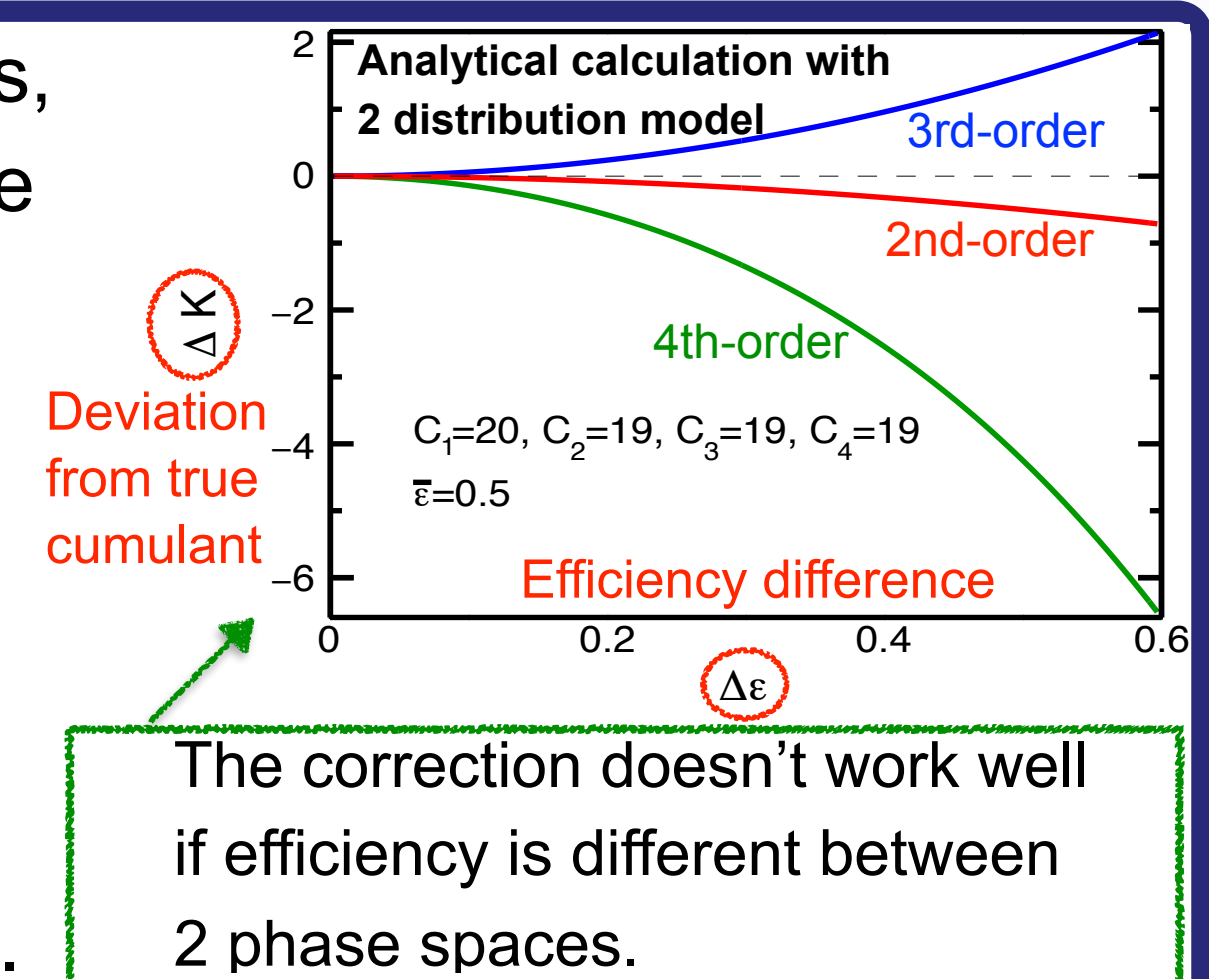 s,
e
.
2
0
−2
−4
−6
Analytical calculation with
2 distribution model
3rd-order
2nd-order
4th-order
Δ K
Deviation
from true
cumulant
C₁=20, C₂=19, C₃=19, C₄=19
ε̅=0.5
Efficiency difference
0 0.2 0.4 0.6
Δε
The correction doesn’t work well
if efficiency is different between
2 phase spaces.